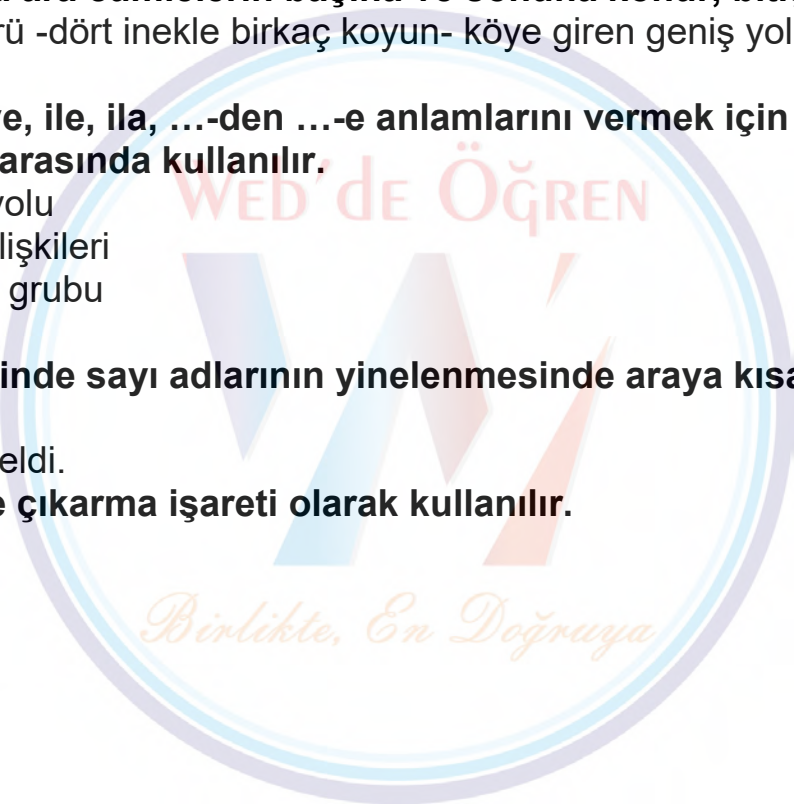 rü -dört inekle birkaç koyun- köye giren geniş yol
ve, ile, ila, …-den …-e anlamlarını vermek için
arasında kullanılır.
WEB'DE ÖĞREN
yolu
lişkileri
grubu
inde sayı adlarının yinelenmesinde araya kısa
eldi.
e çıkarma işareti olarak kullanılır.
Birlikte, En Doğruya